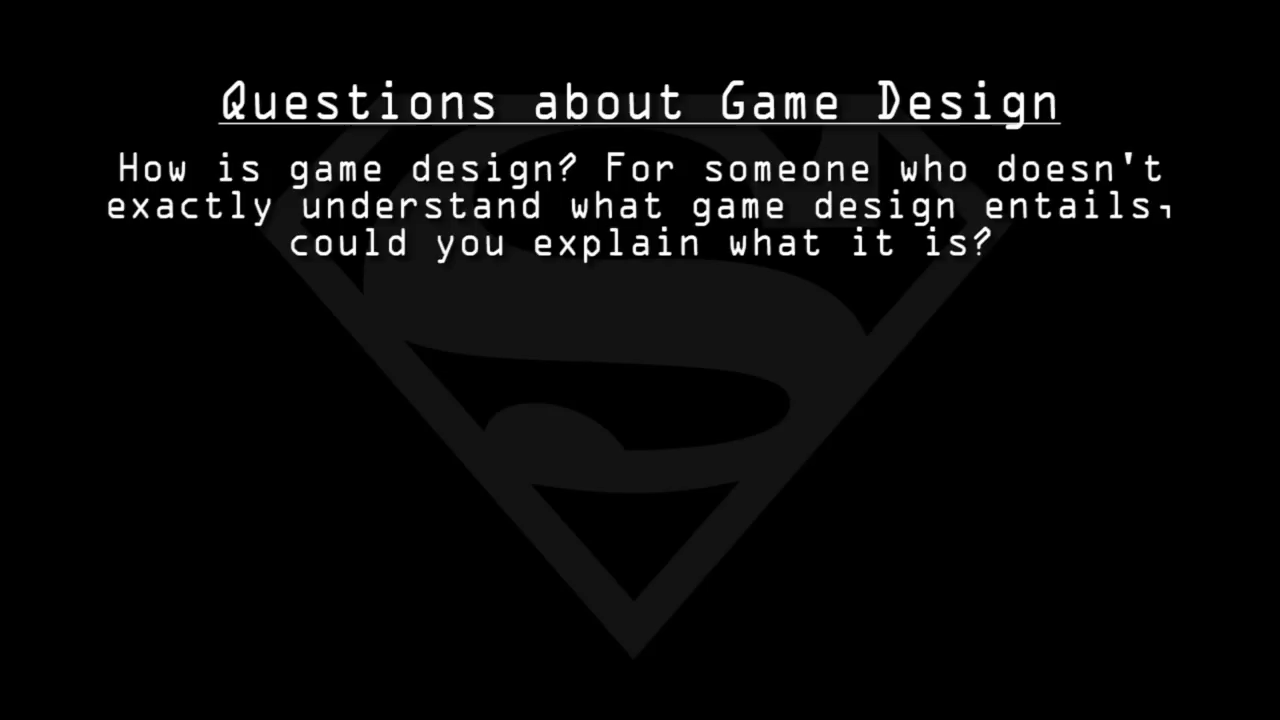 Questions about Game Design
How is game design? For someone who doesn't
exactly understand what game design entails,
could you explain what it is?